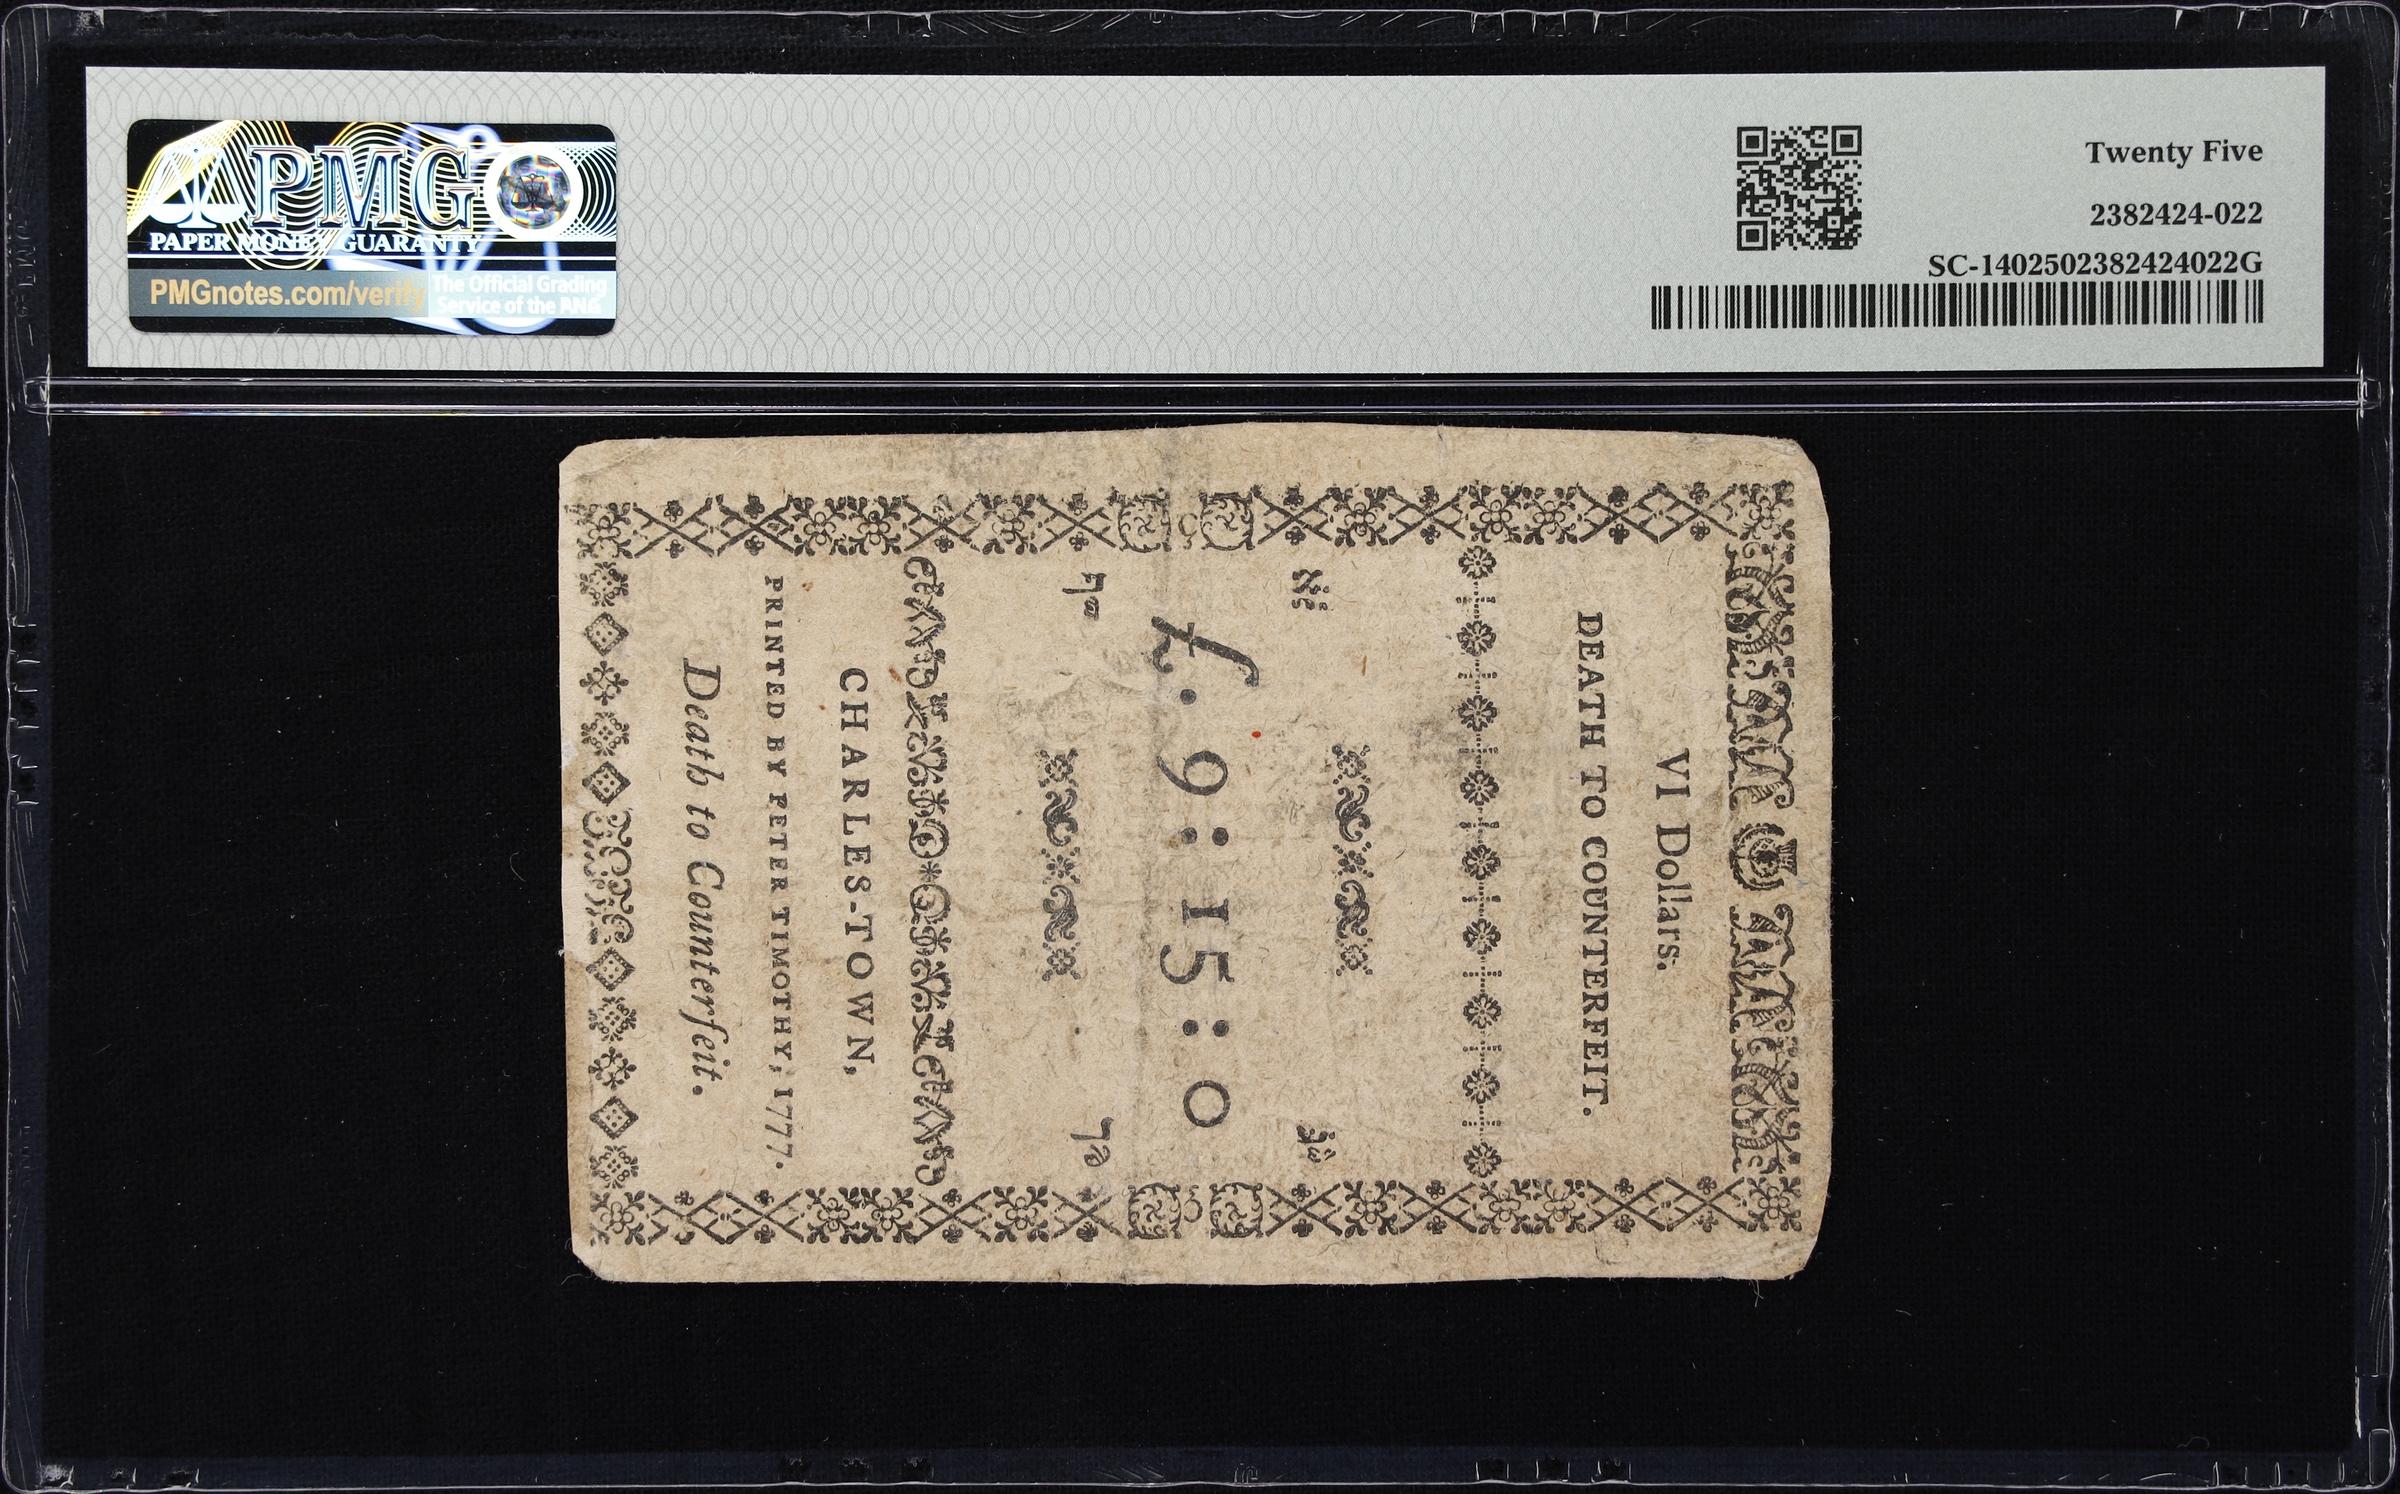 PMG
PAPER MONEY GUARANTY
PMGnotes.com/verify
The Official Grading
Service of the PNG
Twenty Five
2382424-022
SC-1402502382424022G
VI Dollars.
DEATH TO COUNTERFEIT.
£. 9 : 15 : 0
CHARLES-TOWN,
PRINTED BY PETER TIMOTHY, 1777.
Death to Counterfeit.